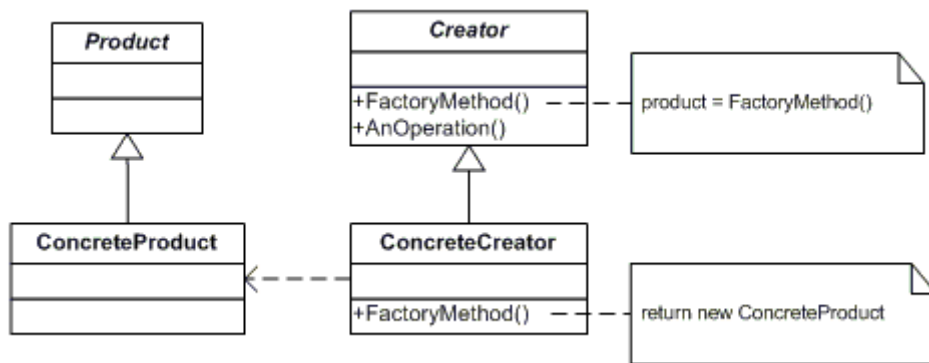 Product
Creator
+FactoryMethod()
+AnOperation()
product = FactoryMethod()
ConcreteProduct
ConcreteCreator
+FactoryMethod()
return new ConcreteProduct